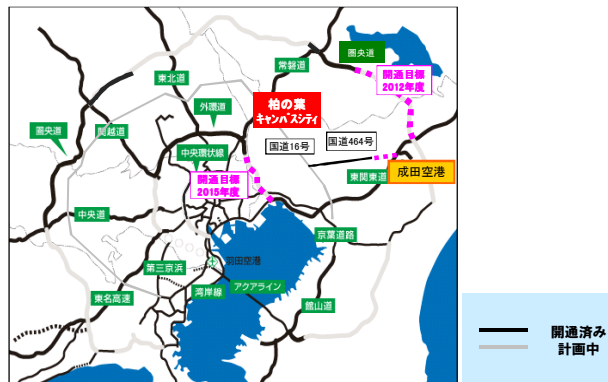 圏央道
常磐道
開通目標
2012年度
東北道
柏の葉
キャンパスシティ
外環道
圏央道
関越道
国道16号
国道464号
中央環状線
開通目標
2015年度
東関東道
成田空港
中央道
京葉道路
第三京浜
羽田空港
東名高速
湾岸線
アクアライン
館山道
開通済み
計画中